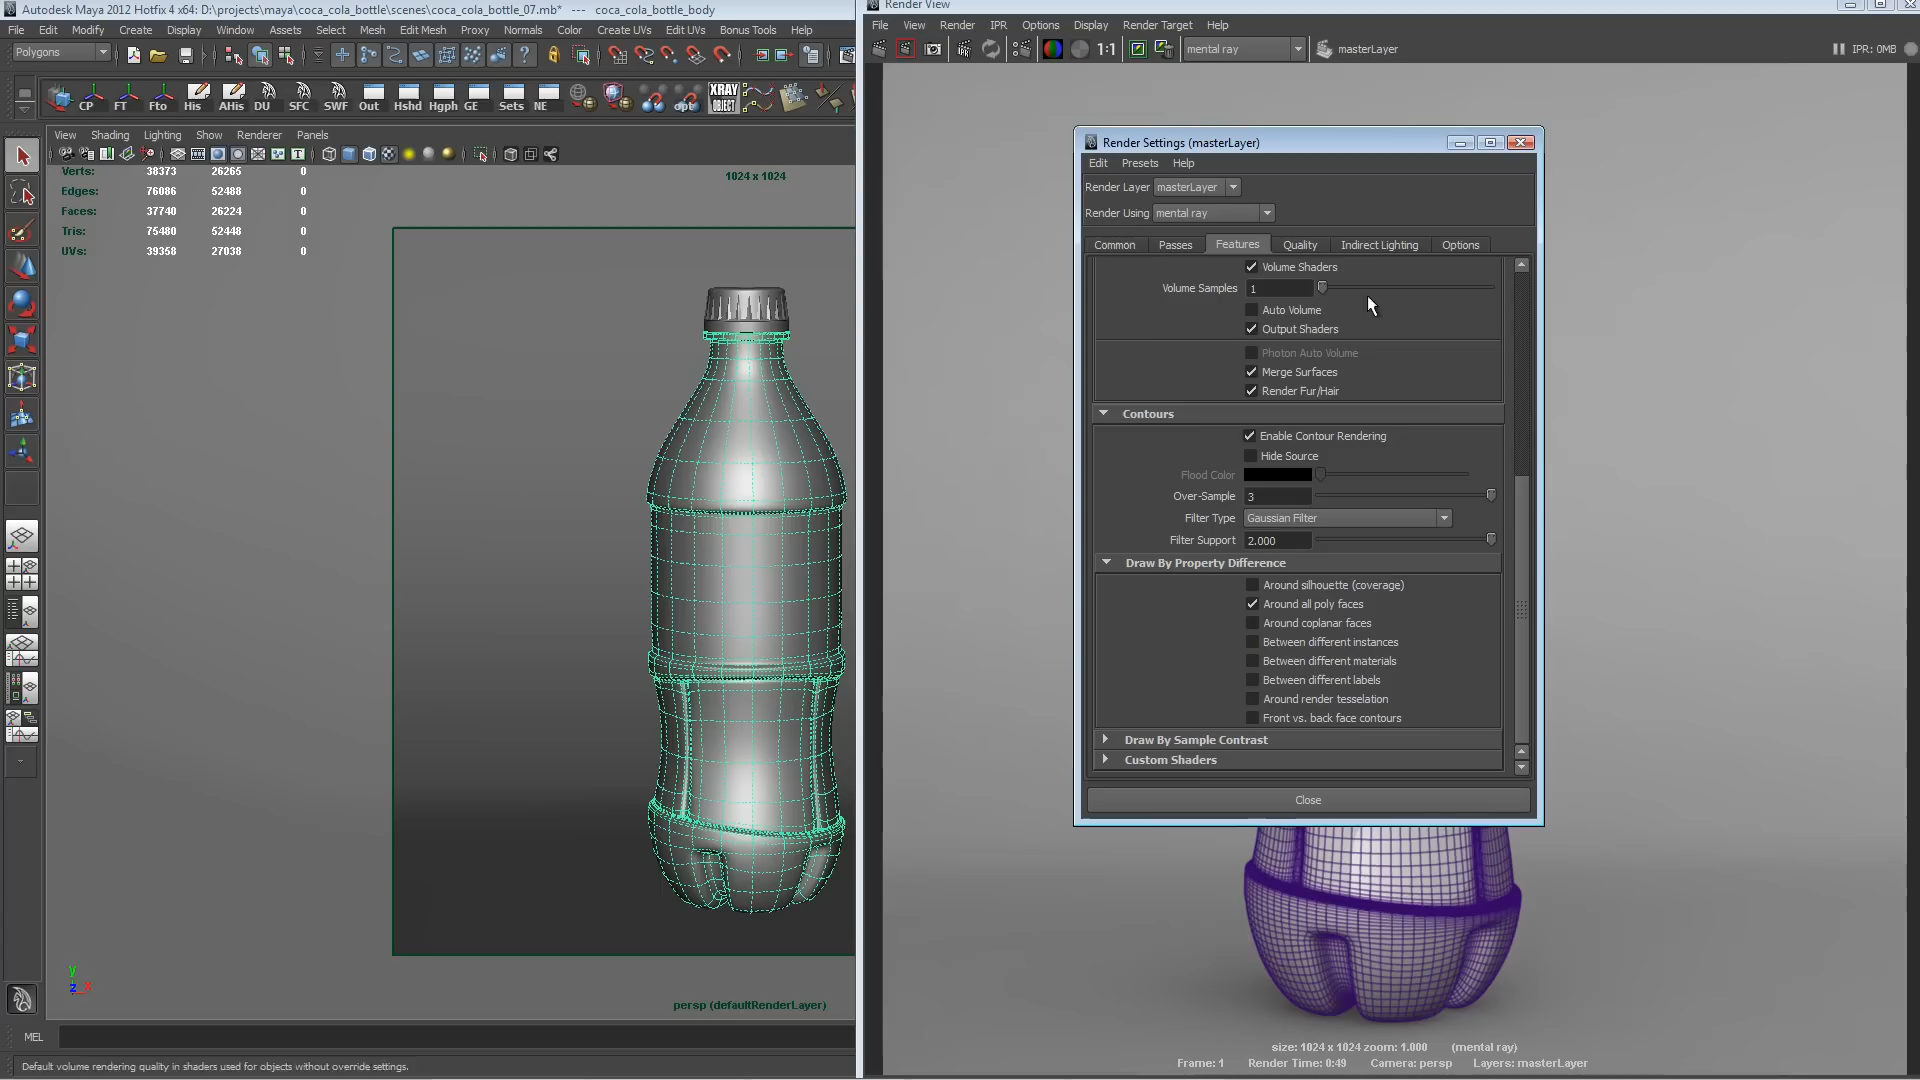 Autodesk Maya 2012 Hotfix 4 x64: D:\projects\maya\coca_cola_bottle\scenes\coca_cola_bottle_07.mb*   ---   coca_cola_bottle_body
File Edit Modify Create Display Window Assets Select Mesh Edit Mesh Proxy Normals Color Create UVs Edit UVs Bonus Tools Help
Polygons
CP FT Fto His AHis DU SFC SWF Out Hshd Hgph GE Sets NE opt XRAY OBJECT
View Shading Lighting Show Renderer Panels
Verts: 38373 26265 0
Edges: 76086 52488 0
Faces: 37740 26224 0
Tris: 75480 52448 0
UVs: 39358 27038 0
1024 x 1024
y
z x
persp (defaultRenderLayer)
MEL
Default volume rendering quality in shaders used for objects without override settings.
Render View
File View Render IPR Options Display Render Target Help
IPR 1:1 mental ray masterLayer IPR: 0MB
Render Settings (masterLayer)
Edit Presets Help
Render Layer masterLayer
Render Using mental ray
Common Passes Features Quality Indirect Lighting Options
Volume Shaders
Volume Samples 1
Auto Volume
Output Shaders
Photon Auto Volume
Merge Surfaces
Render Fur/Hair
Contours
Enable Contour Rendering
Hide Source
Flood Color
Over-Sample 3
Filter Type Gaussian Filter
Filter Support 2.000
Draw By Property Difference
Around silhouette (coverage)
Around all poly faces
Around coplanar faces
Between different instances
Between different materials
Between different labels
Around render tesselation
Front vs. back face contours
Draw By Sample Contrast
Custom Shaders
Close
size: 1024 x 1024 zoom: 1.000 (mental ray)
Frame: 1 Render Time: 0:49 Camera: persp Layers: masterLayer